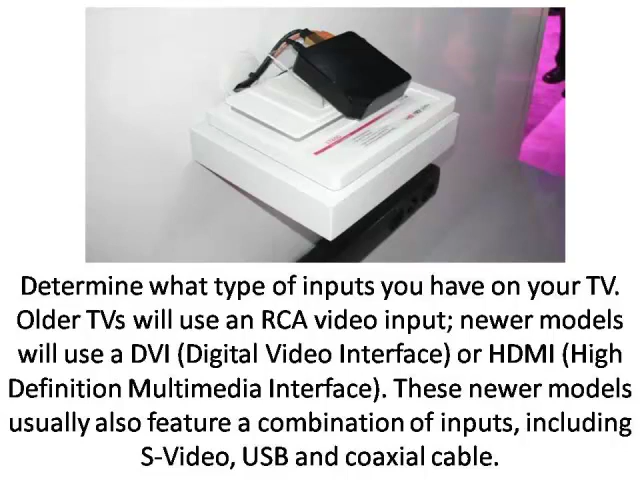 Determine what type of inputs you have on your TV.
Older TVs will use an RCA video input; newer models
will use a DVI (Digital Video Interface) or HDMI (High
Definition Multimedia Interface). These newer models
usually also feature a combination of inputs, including
S-Video, USB and coaxial cable.